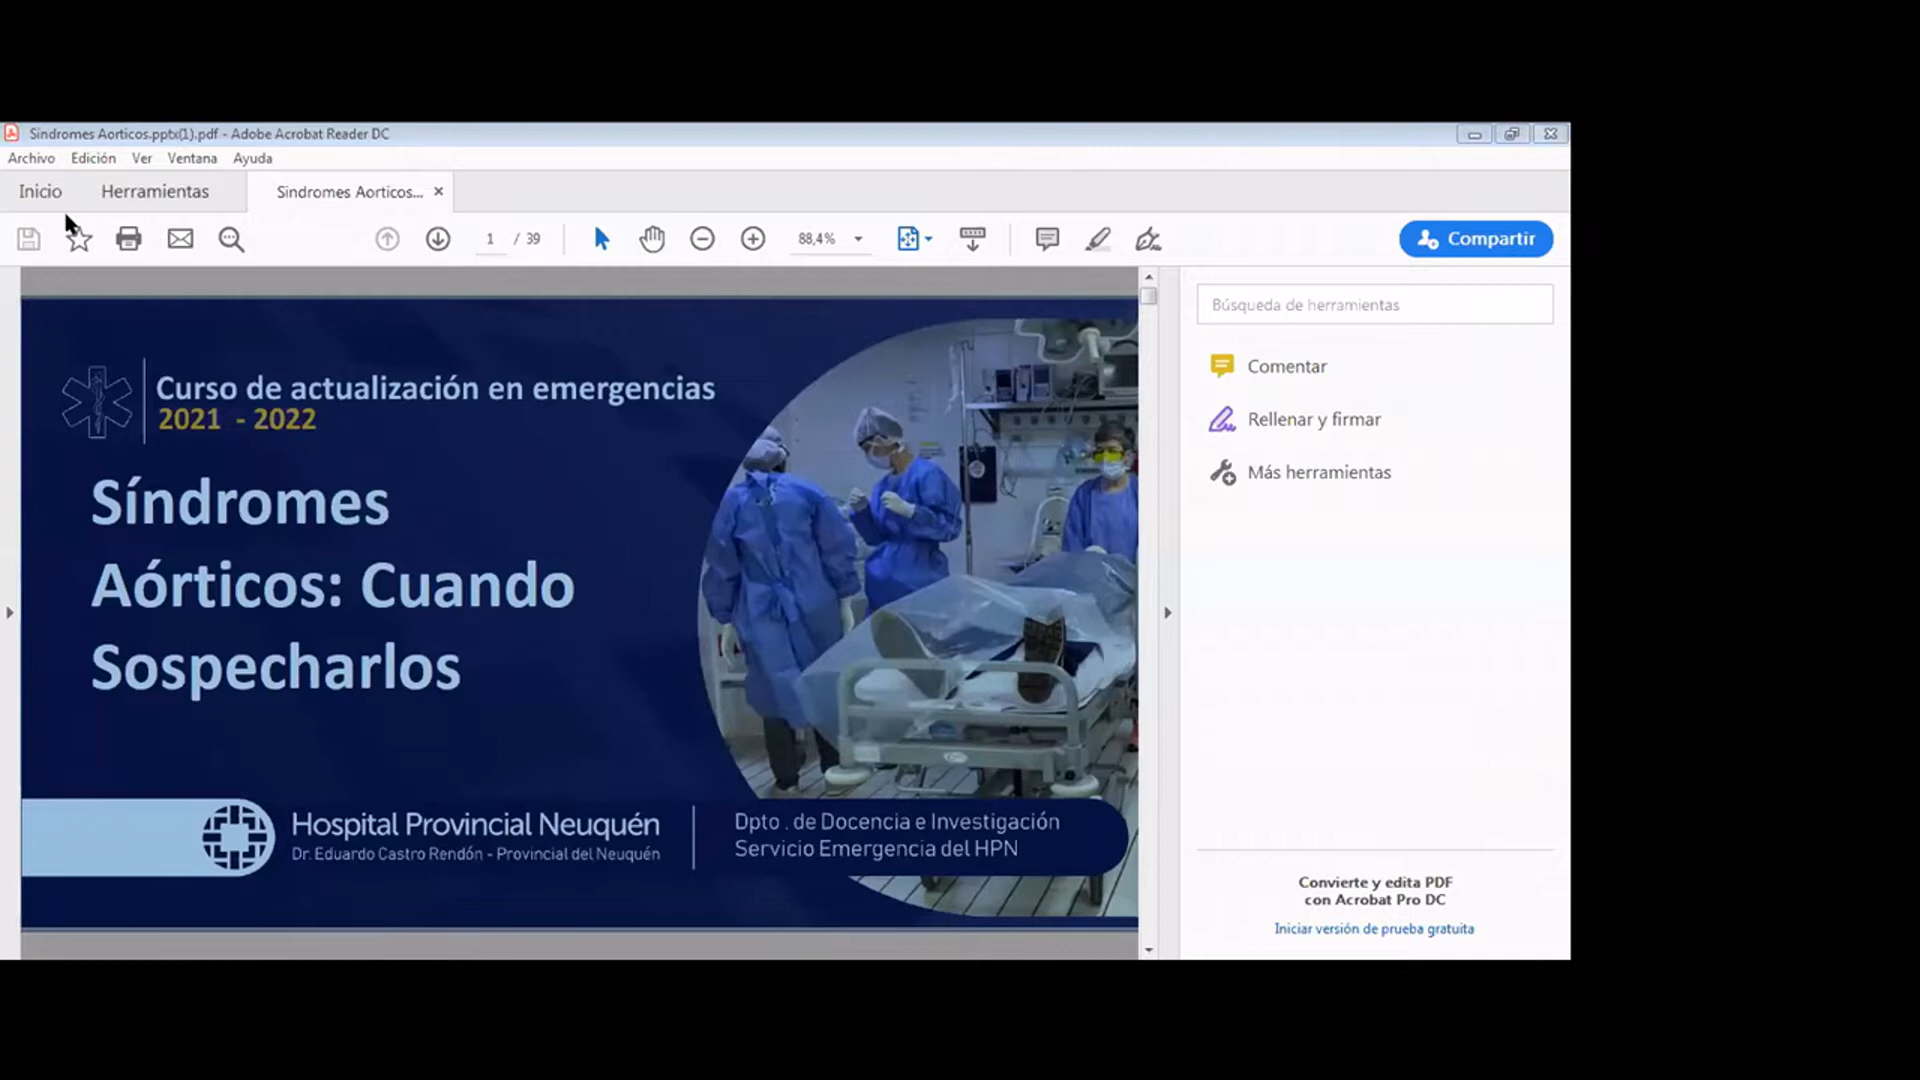 Sindromes Aorticos.pptx(1).pdf - Adobe Acrobat Reader DC
Archivo Edición Ver Ventana Ayuda
Inicio Herramientas Sindromes Aorticos...
1 / 39 88,4% Compartir
Búsqueda de herramientas
Comentar
Rellenar y firmar
Más herramientas
Curso de actualización en emergencias
2021 - 2022
Síndromes
Aórticos: Cuando
Sospecharlos
Hospital Provincial Neuquén
Dr. Eduardo Castro Rendón - Provincial del Neuquén
Dpto . de Docencia e Investigación
Servicio Emergencia del HPN
Convierte y edita PDF
con Acrobat Pro DC
Iniciar versión de prueba gratuita